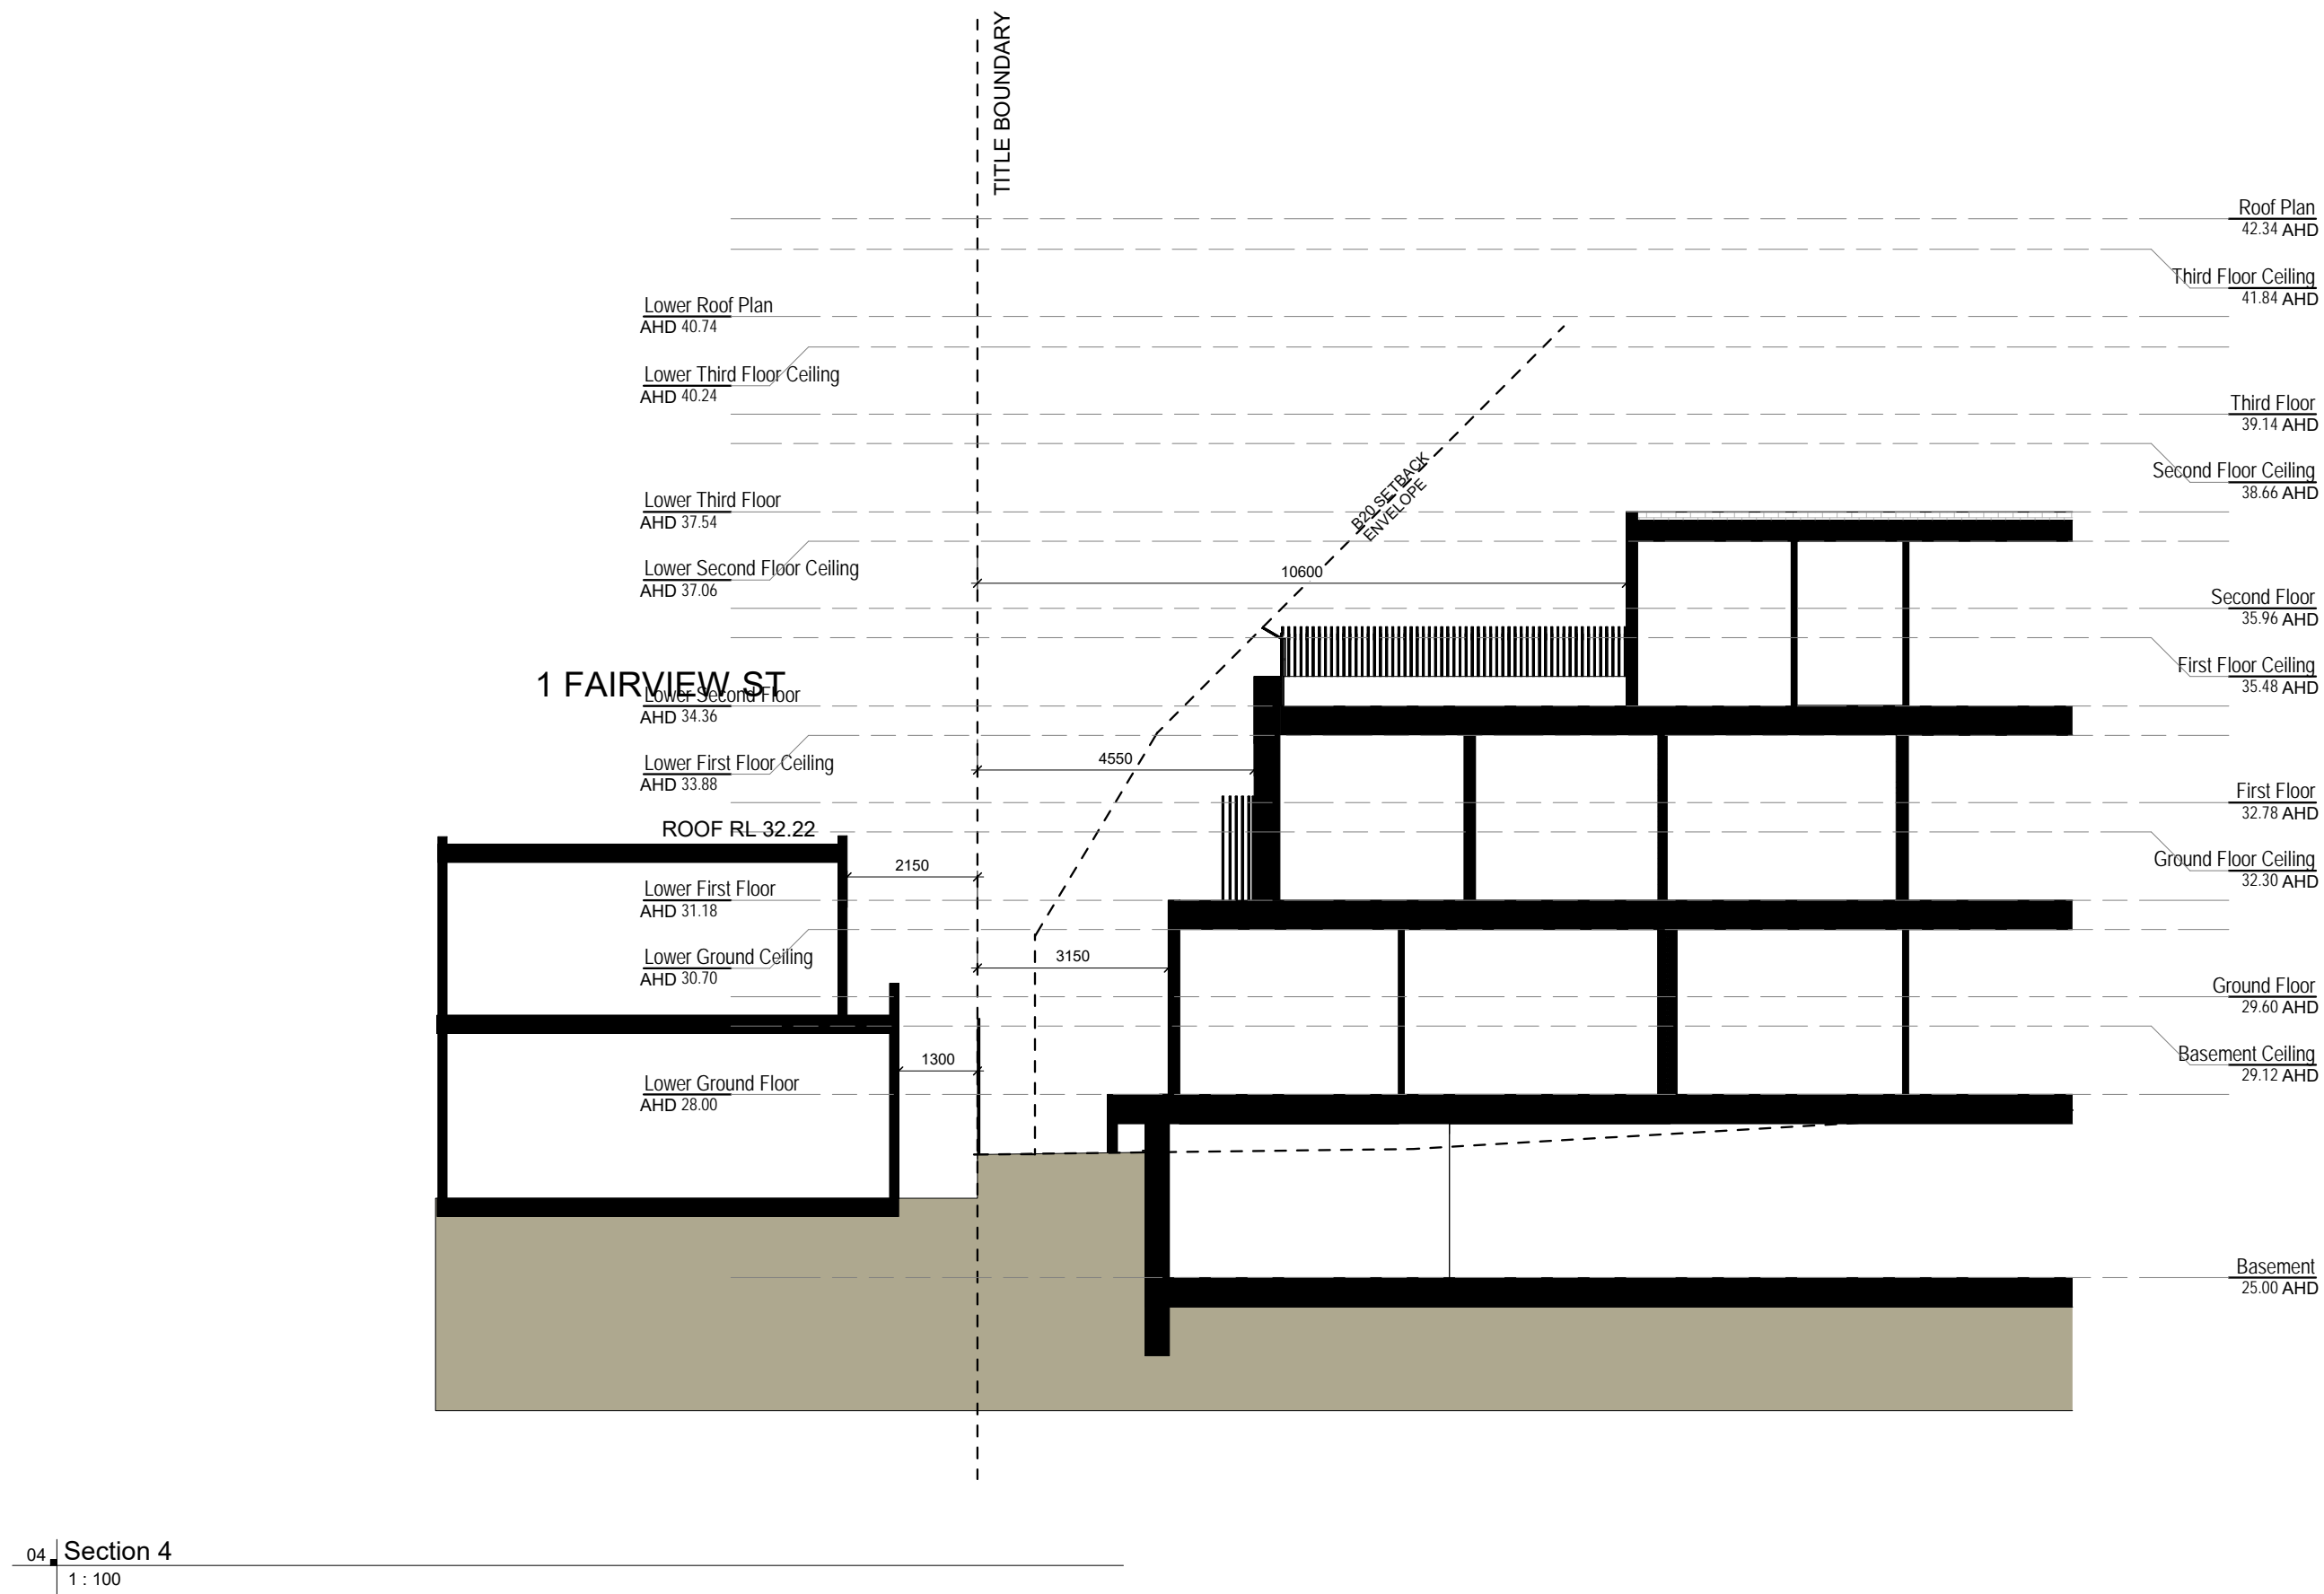 TITLE BOUNDARY
Roof Plan
42.34 AHD
Third Floor Ceiling
41.84 AHD
Lower Roof Plan
AHD 40.74
Lower Third Floor Ceiling
AHD 40.24
Third Floor
39.14 AHD
Second Floor Ceiling
38.66 AHD
B20 SETBACK
ENVELOPE
Lower Third Floor
AHD 37.54
Lower Second Floor Ceiling
AHD 37.06
10600
Second Floor
35.96 AHD
First Floor Ceiling
35.48 AHD
1 FAIRVIEW ST
Lower Second Floor
AHD 34.36
Lower First Floor Ceiling
AHD 33.88
4550
First Floor
32.78 AHD
ROOF RL 32.22
Ground Floor Ceiling
32.30 AHD
2150
Lower First Floor
AHD 31.18
Lower Ground Ceiling
AHD 30.70
3150
Ground Floor
29.60 AHD
Basement Ceiling
29.12 AHD
1300
Lower Ground Floor
AHD 28.00
Basement
25.00 AHD
04 Section 4
1 : 100